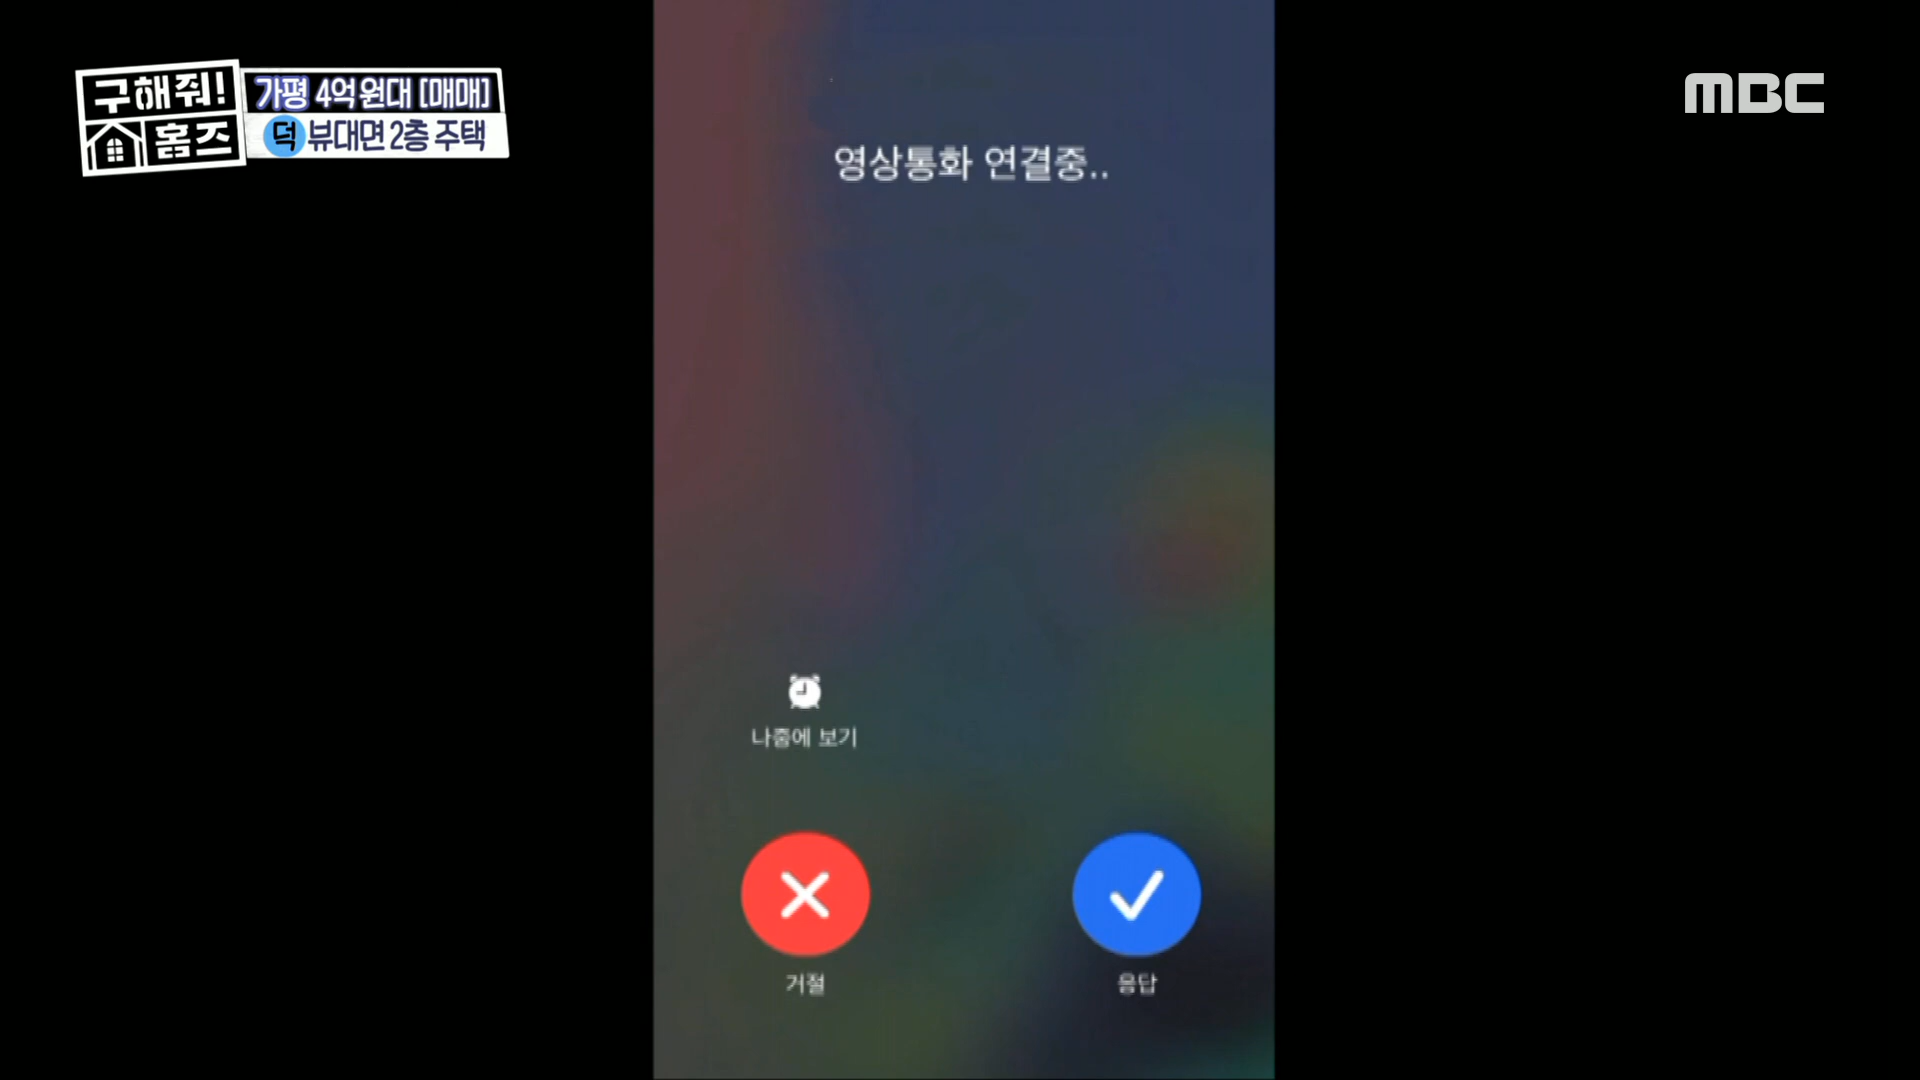 구해줘!
홈즈
가평 4억 원대 [매매]
덕 뷰대면 2층 주택
MBC
영상통화 연결중..
나중에 보기
거절
응답